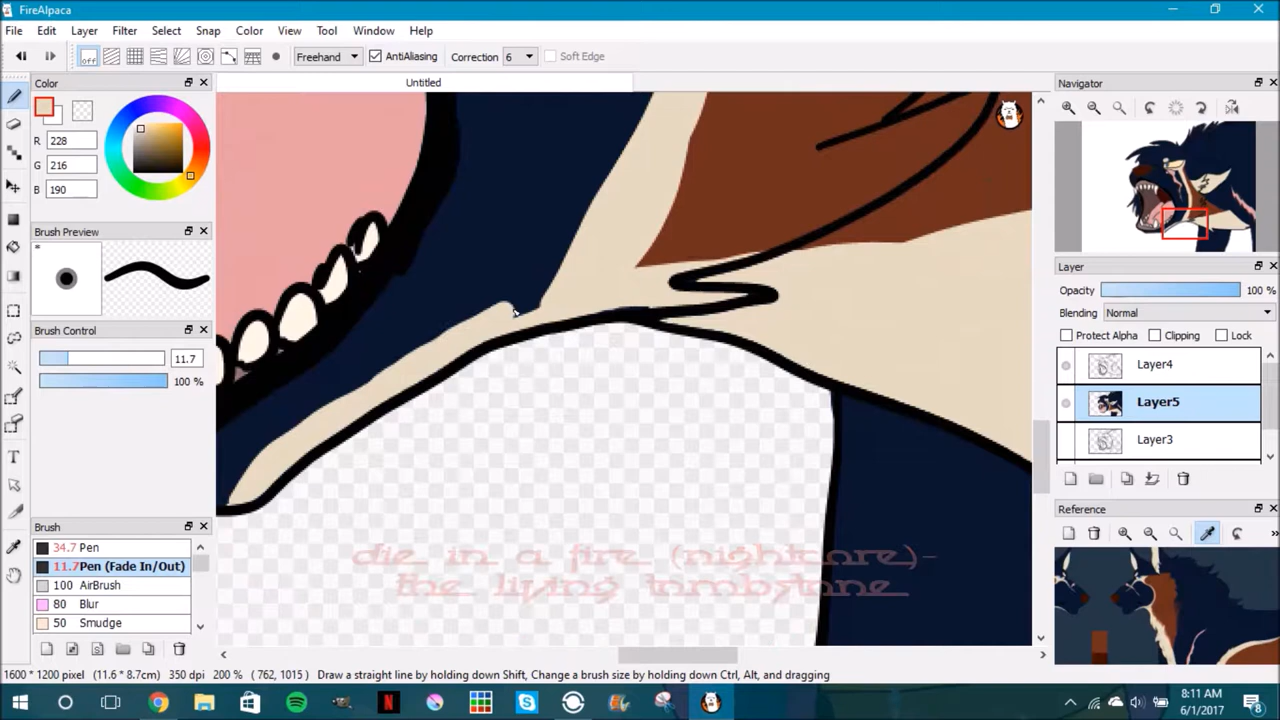 FireAlpaca
File Edit Layer Filter Select Snap Color View Tool Window Help
off Freehand AntiAliasing Correction 6 Soft Edge
Untitled
Color
R 228
G 216
B 190
Brush Preview
Brush Control
11.7
100 %
Brush
34.7 Pen
11.7 Pen (Fade In/Out)
100 AirBrush
80 Blur
50 Smudge
Navigator
Layer
Opacity 100 %
Blending Normal
Protect Alpha Clipping Lock
Layer4
Layer5
Layer3
Reference
die in a fire (nightcore)-
the living tombstone
1600 * 1200 pixel (11.6 * 8.7cm) 350 dpi 200 % ( 762, 1015 ) Draw a straight line by holding down Shift, Change a brush size by holding down Ctrl, Alt, and dragging
8:11 AM
6/1/2017
8